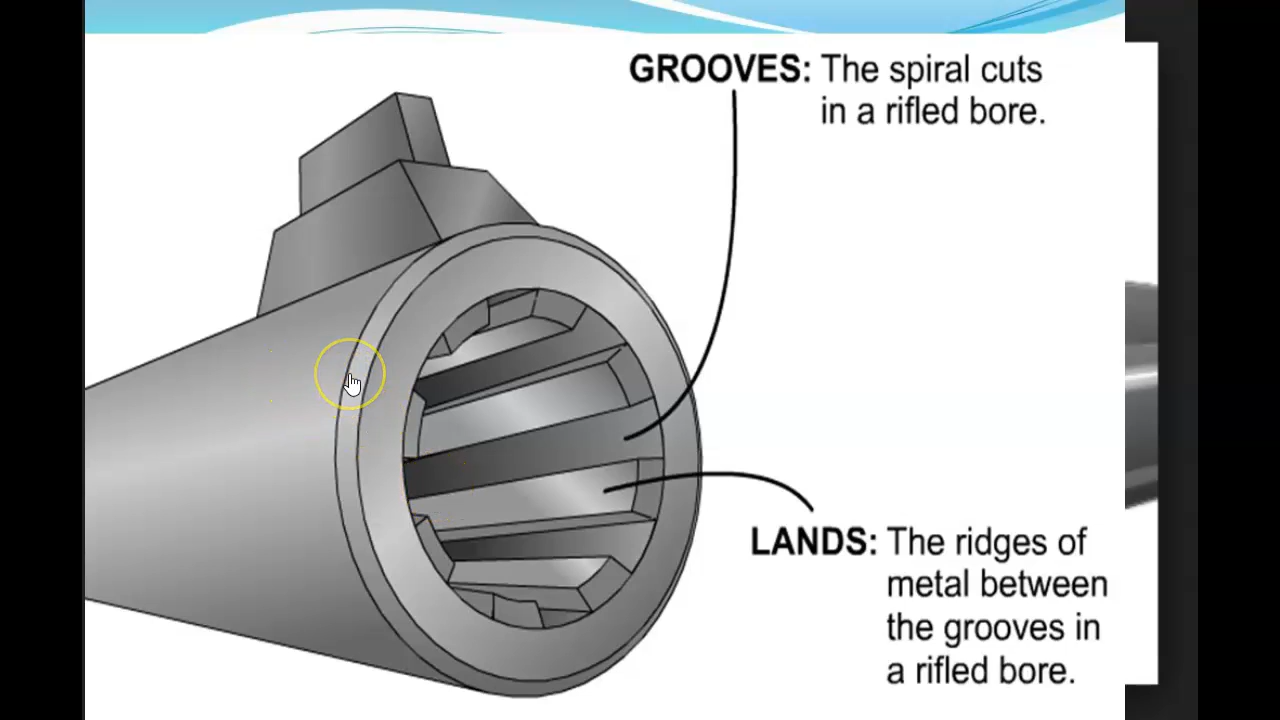 GROOVES: The spiral cuts
in a rifled bore.
LANDS: The ridges of
metal between
the grooves in
a rifled bore.